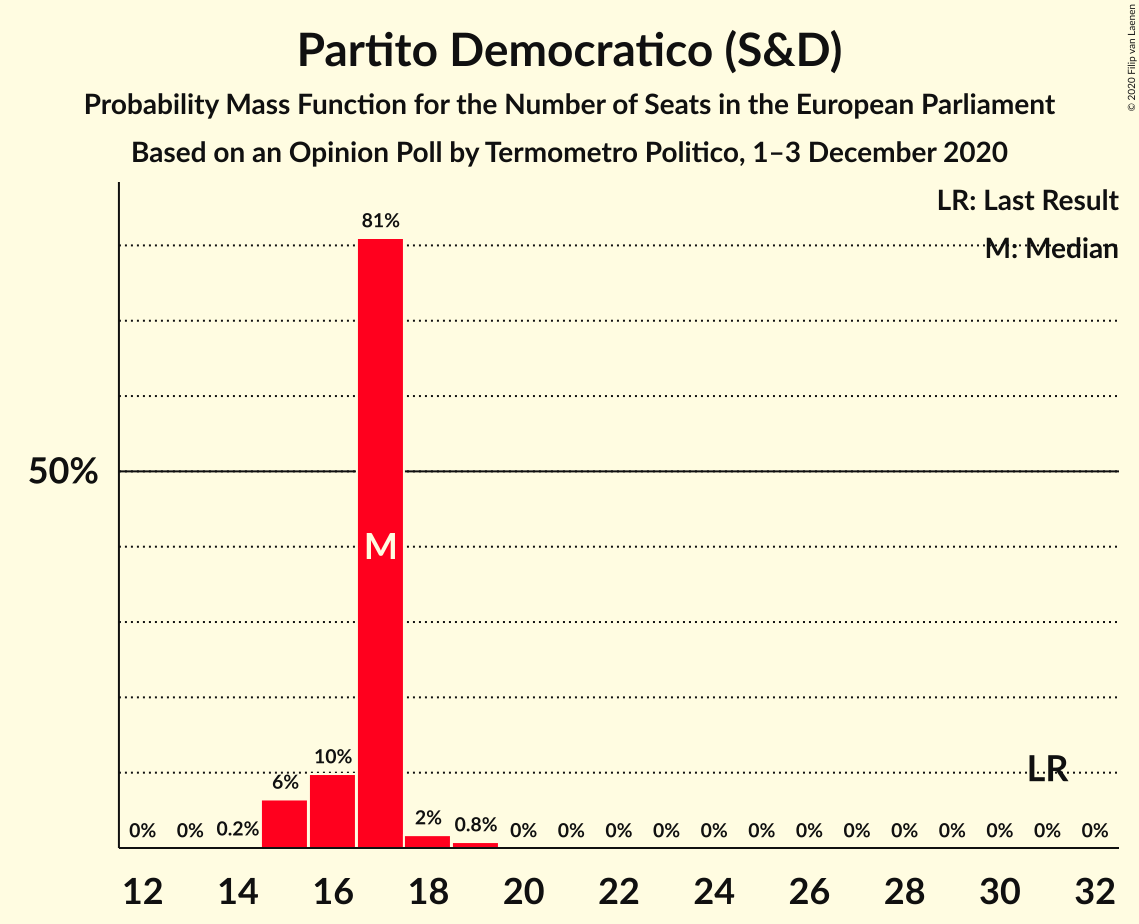 Partito Democratico (S&D)
Probability Mass Function for the Number of Seats in the European Parliament
Based on an Opinion Poll by Termometro Politico, 1–3 December 2020
© 2020 Filip van Laenen
LR: Last Result
M: Median
50%
0% 0% 0.2% 6% 10% 81% 2% 0.8% 0% 0% 0% 0% 0% 0% 0% 0% 0% 0% 0% 0% 0%
M
LR
12 14 16 18 20 22 24 26 28 30 32